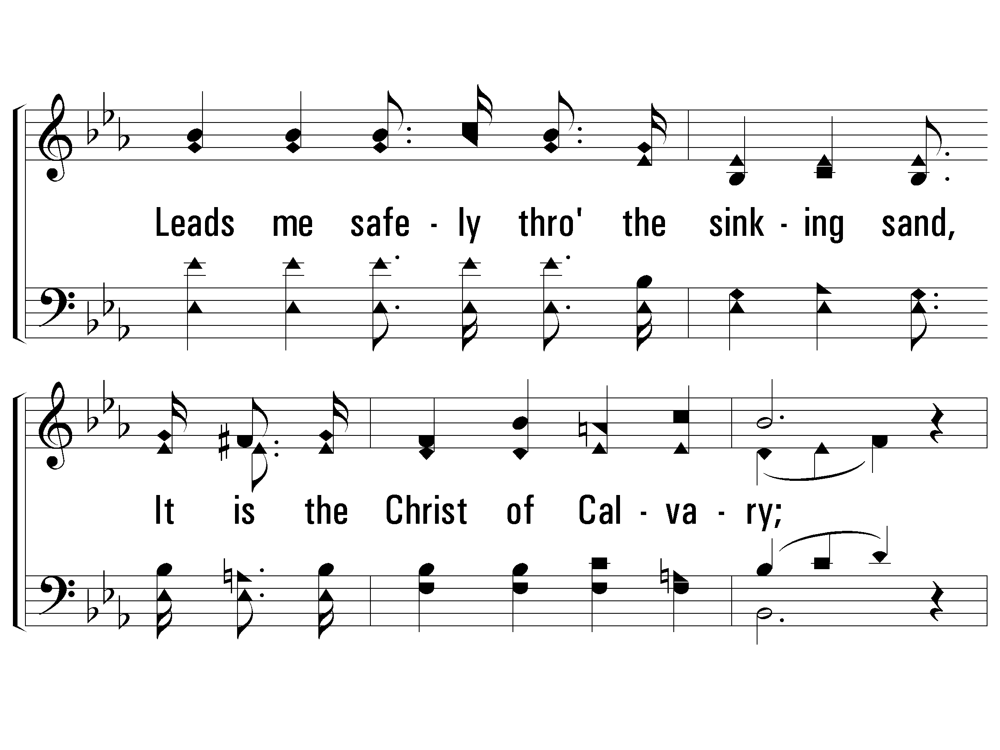 Leads me safe - ly thro' the sink - ing sand,
It is the Christ of Cal - va - ry;